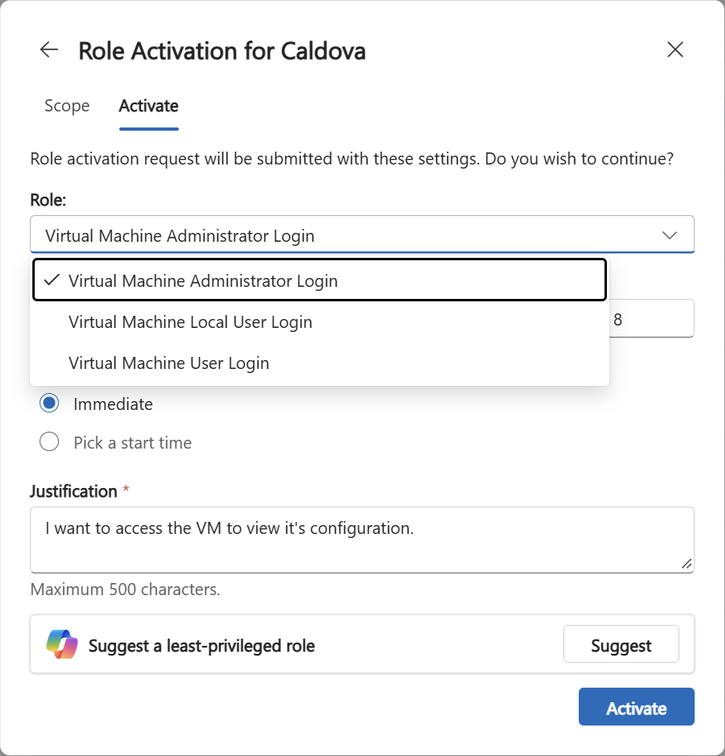 Role Activation for Caldova
Scope Activate
Role activation request will be submitted with these settings. Do you wish to continue?
Role:
Virtual Machine Administrator Login
Virtual Machine Administrator Login
Virtual Machine Local User Login
8
Virtual Machine User Login
Immediate
Pick a start time
Justification *
I want to access the VM to view it's configuration.
Maximum 500 characters.
Suggest a least-privileged role Suggest
Activate